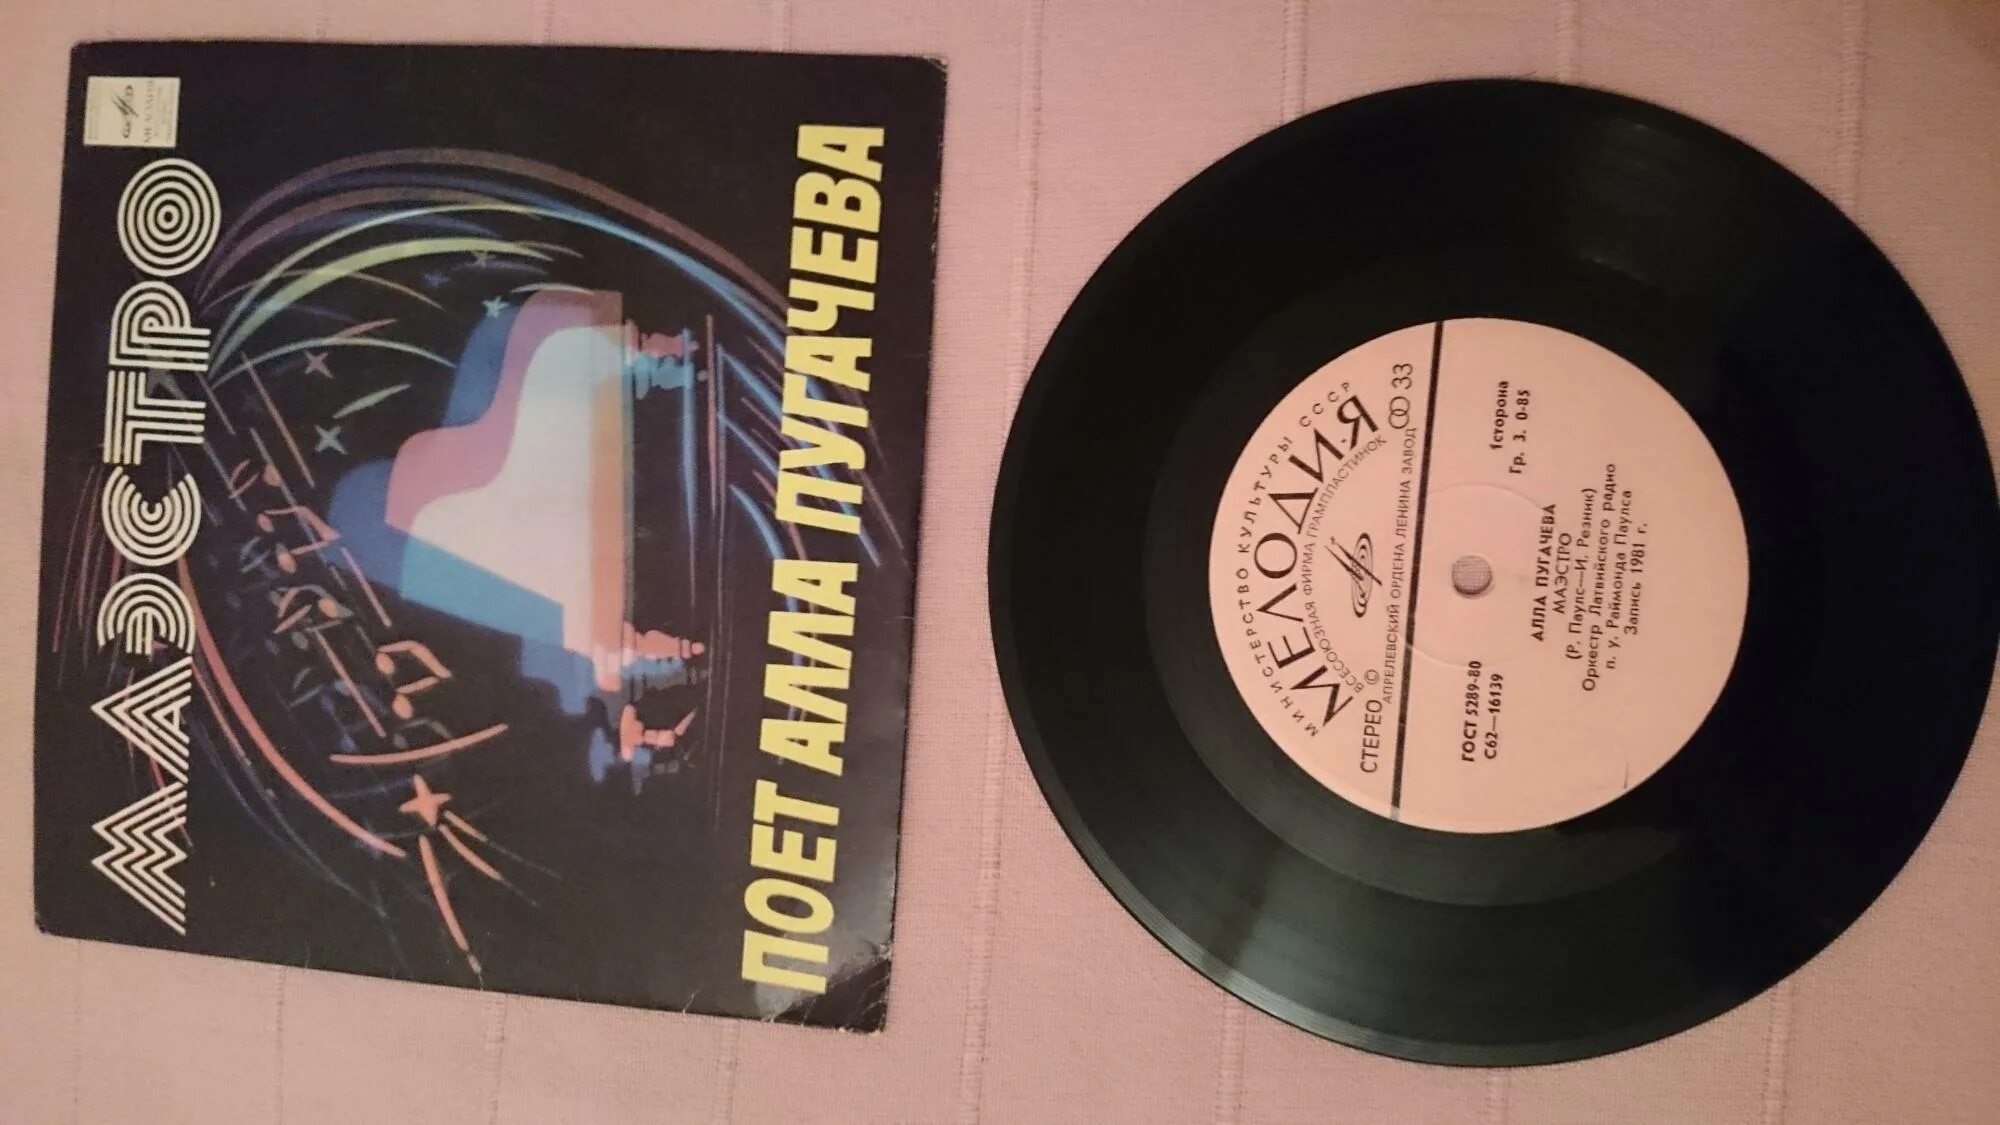 МЕЛОДИЯ
МАЭСТРО
ПОЕТ АЛЛА ПУГАЧЕВА
МИНИСТЕРСТВО КУЛЬТУРЫ СССР
МЕЛОДИЯ
ВСЕСОЮЗНАЯ ФИРМА ГРАМПЛАСТИНОК
СТЕРЕО © АПРЕЛЕВСКИЙ ОРДЕНА ЛЕНИНА ЗАВОД 33
ГОСТ 5289-80 1сторона
С62—16139 Гр. 3. 0-85
АЛЛА ПУГАЧЕВА
МАЭСТРО
(Р. Паулс—И. Резник)
Оркестр Латвийского радио
п. у. Раймонда Паулса
Запись 1981 г.